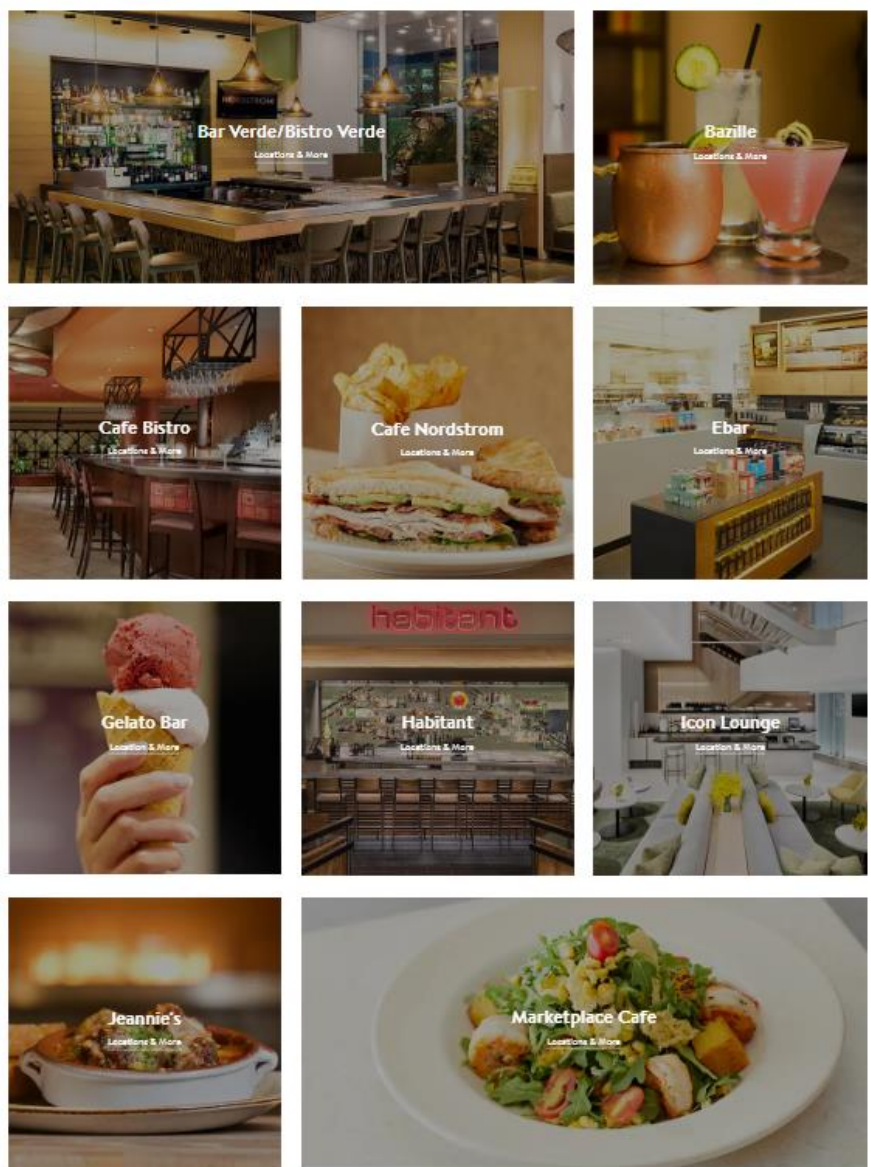 NORDSTROM
Bar Verde/Bistro Verde
Locations & More
Bazille
Locations & More
Cafe Bistro
Locations & More
Cafe Nordstrom
Locations & More
Ebar
Locations & More
Gelato Bar
Location & More
habitant
Habitant
Locations & More
Icon Lounge
Location & More
Jeannie's
Locations & More
Marketplace Cafe
Locations & More